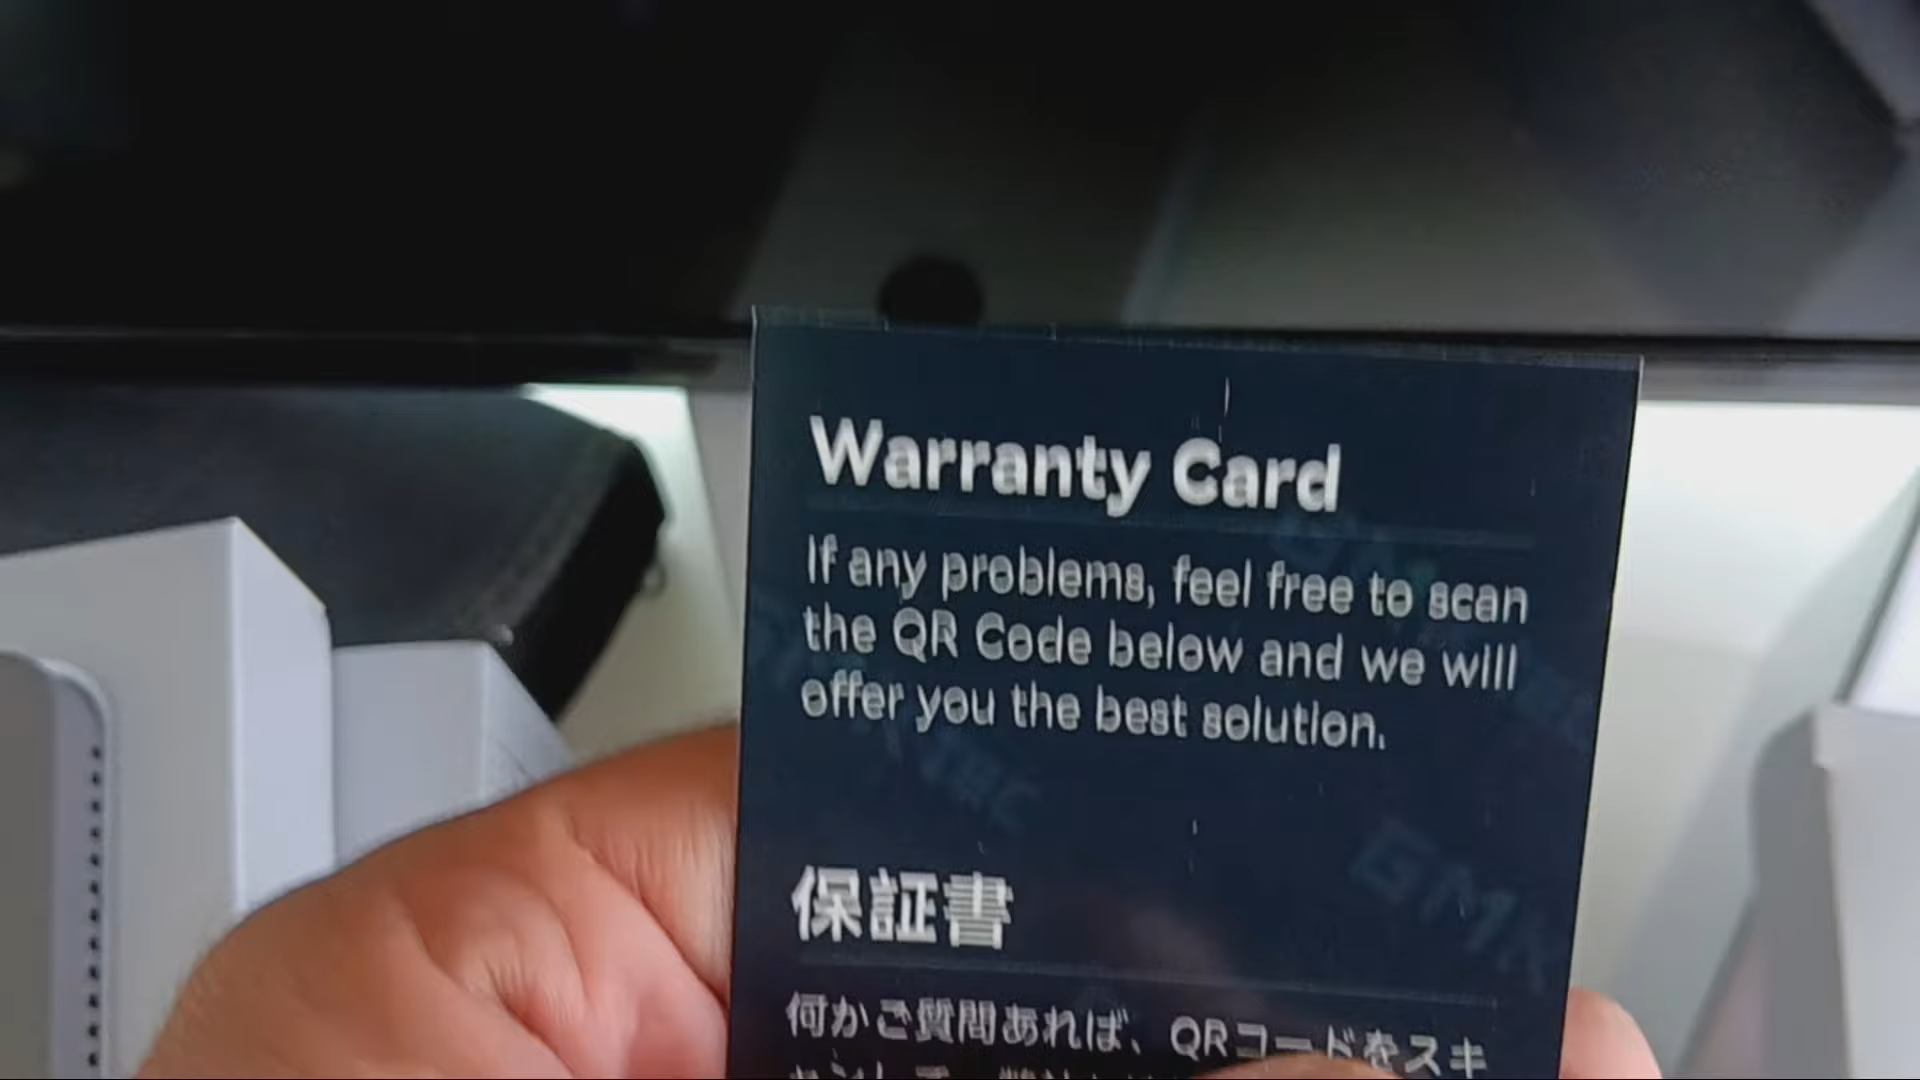 Warranty Card
If any problems, feel free to scan
the QR Code below and we will
offer you the best solution.
保証書
何かご質問あれば、QRコードをスキ